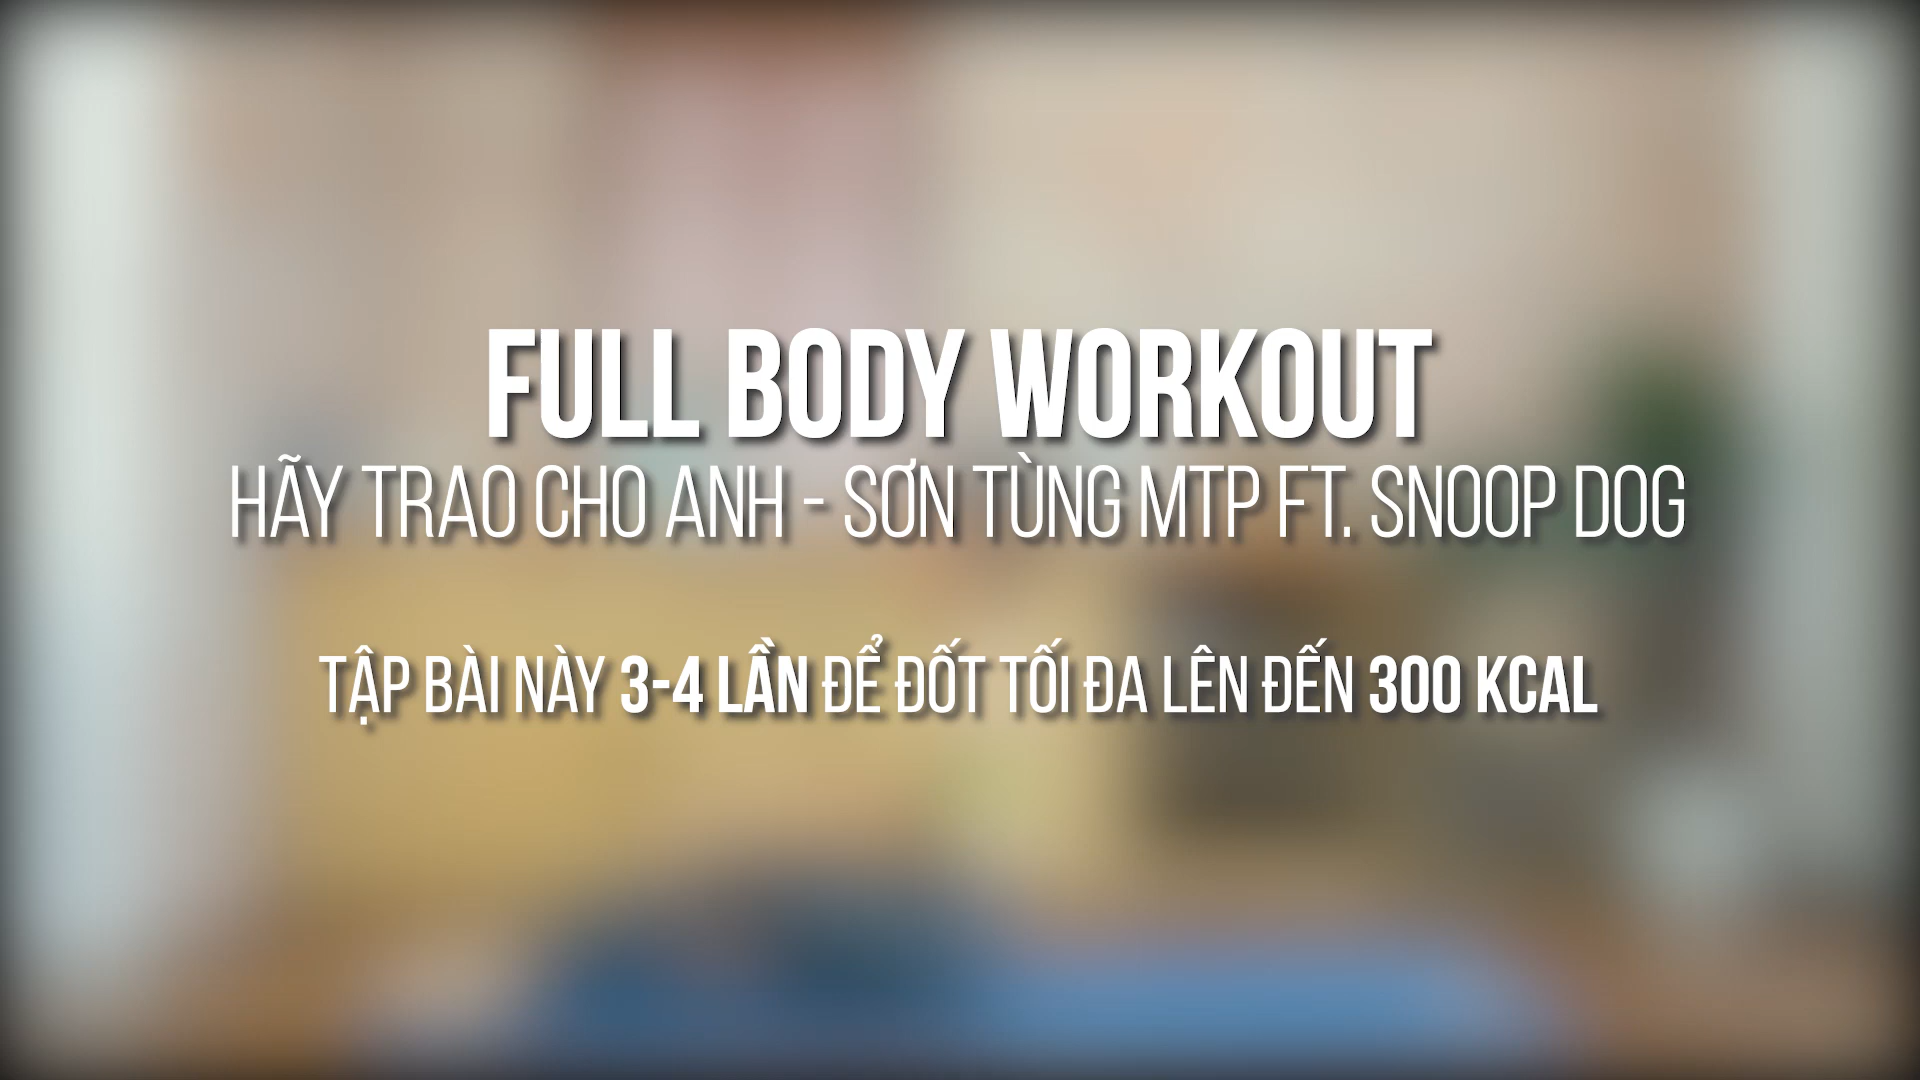 FULL BODY WORKOUT
HÃY TRAO CHO ANH - SƠN TÙNG MTP FT. SNOOP DOG
TẬP BÀI NÀY 3-4 LẦN ĐỂ ĐỐT TỐI ĐA LÊN ĐẾN 300 KCAL